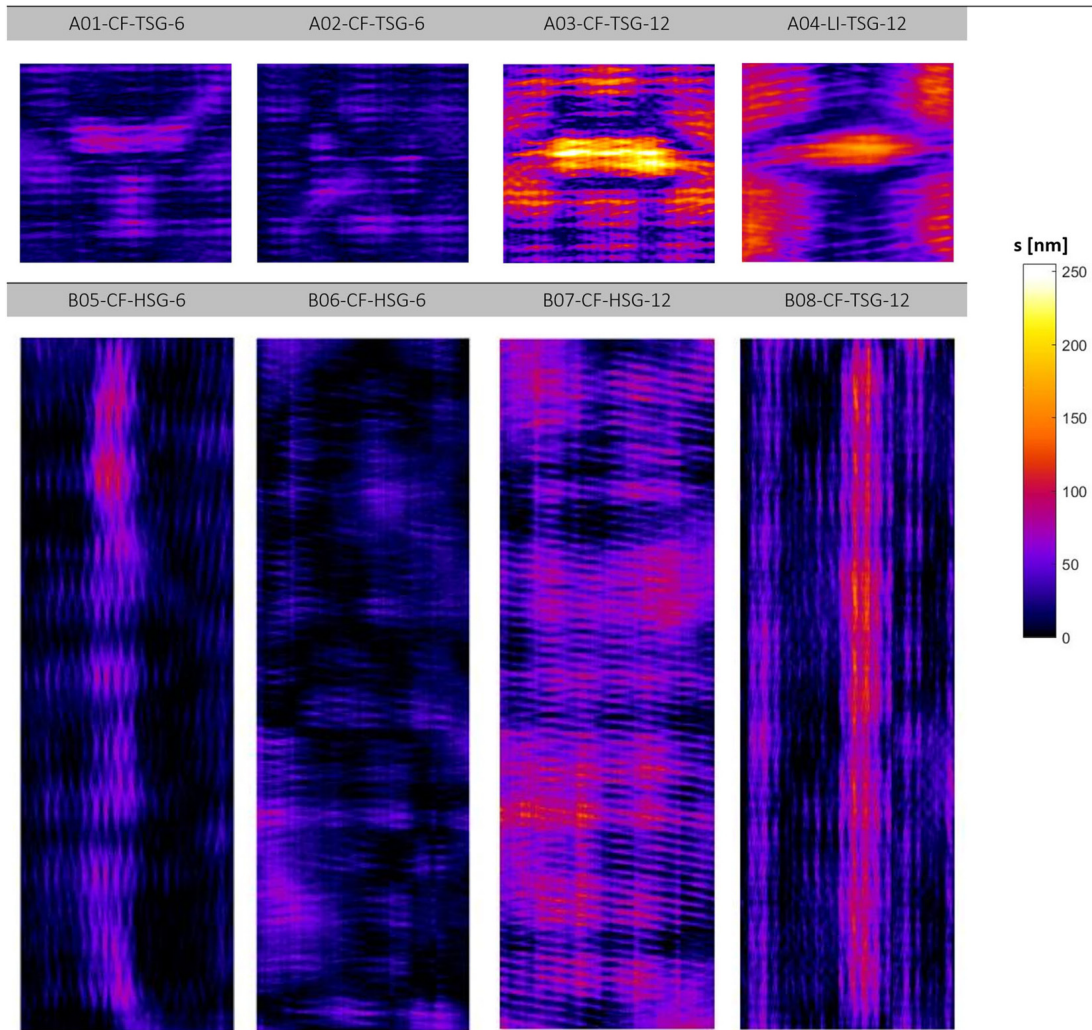 A01-CF-TSG-6 A02-CF-TSG-6 A03-CF-TSG-12 A04-LI-TSG-12
s [nm]
250
200
150
100
50
0
B05-CF-HSG-6 B06-CF-HSG-6 B07-CF-HSG-12 B08-CF-TSG-12